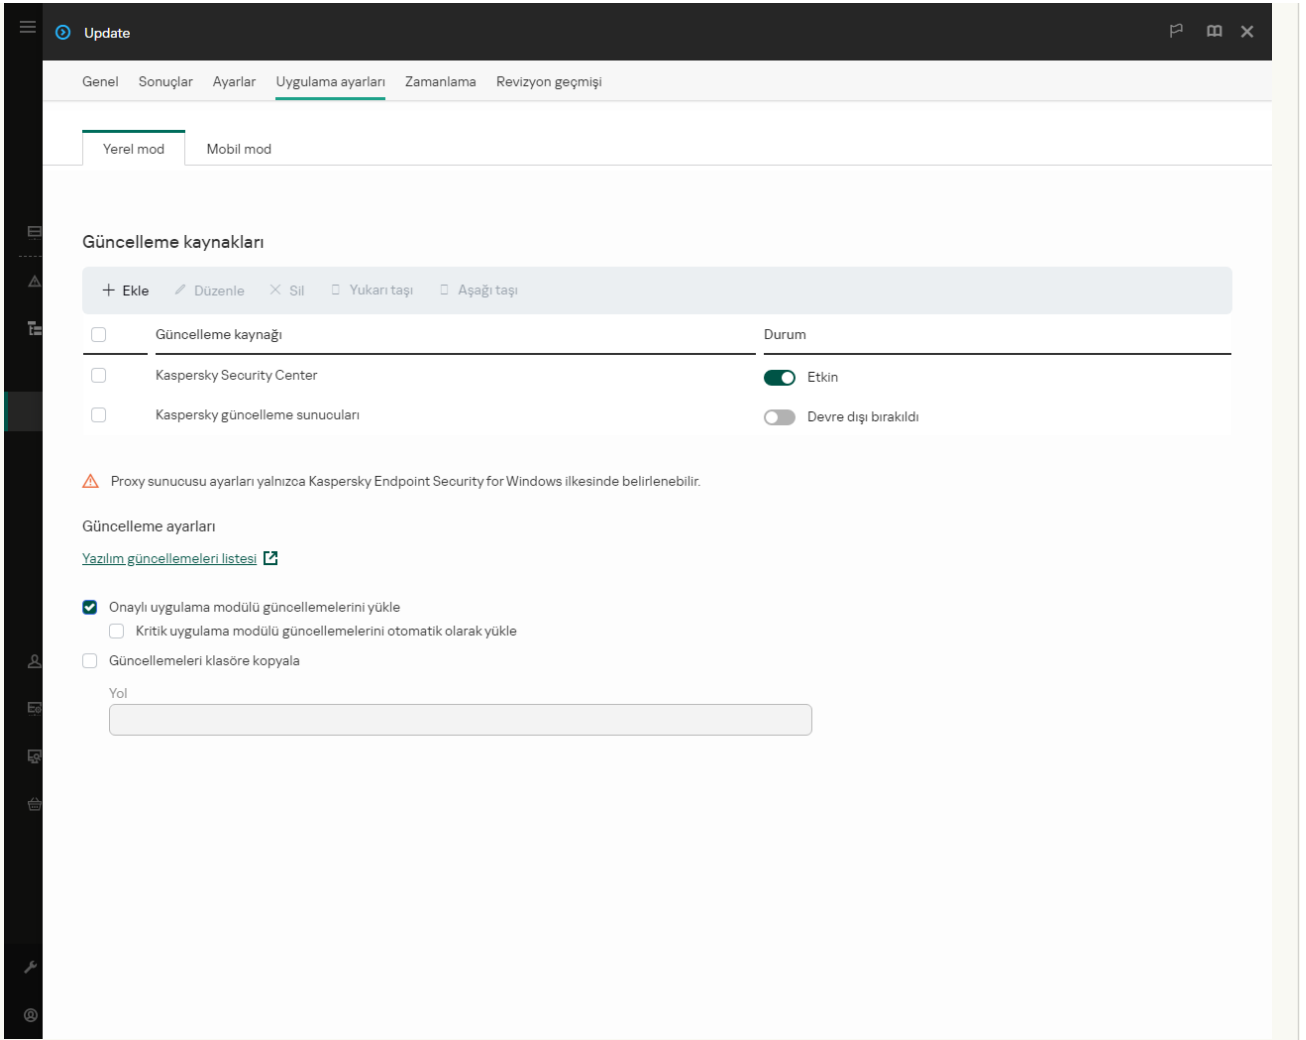 Update
Genel Sonuçlar Ayarlar Uygulama ayarları Zamanlama Revizyon geçmişi
Yerel mod Mobil mod
Güncelleme kaynakları
Ekle Düzenle Sil Yukarı taşı Aşağı taşı
Güncelleme kaynağı Durum
Kaspersky Security Center Etkin
Kaspersky güncelleme sunucuları Devre dışı bırakıldı
Proxy sunucusu ayarları yalnızca Kaspersky Endpoint Security for Windows ilkesinde belirlenebilir.
Güncelleme ayarları
Yazılım güncellemeleri listesi
Onaylı uygulama modülü güncellemelerini yükle
Kritik uygulama modülü güncellemelerini otomatik olarak yükle
Güncellemeleri klasöre kopyala
Yol